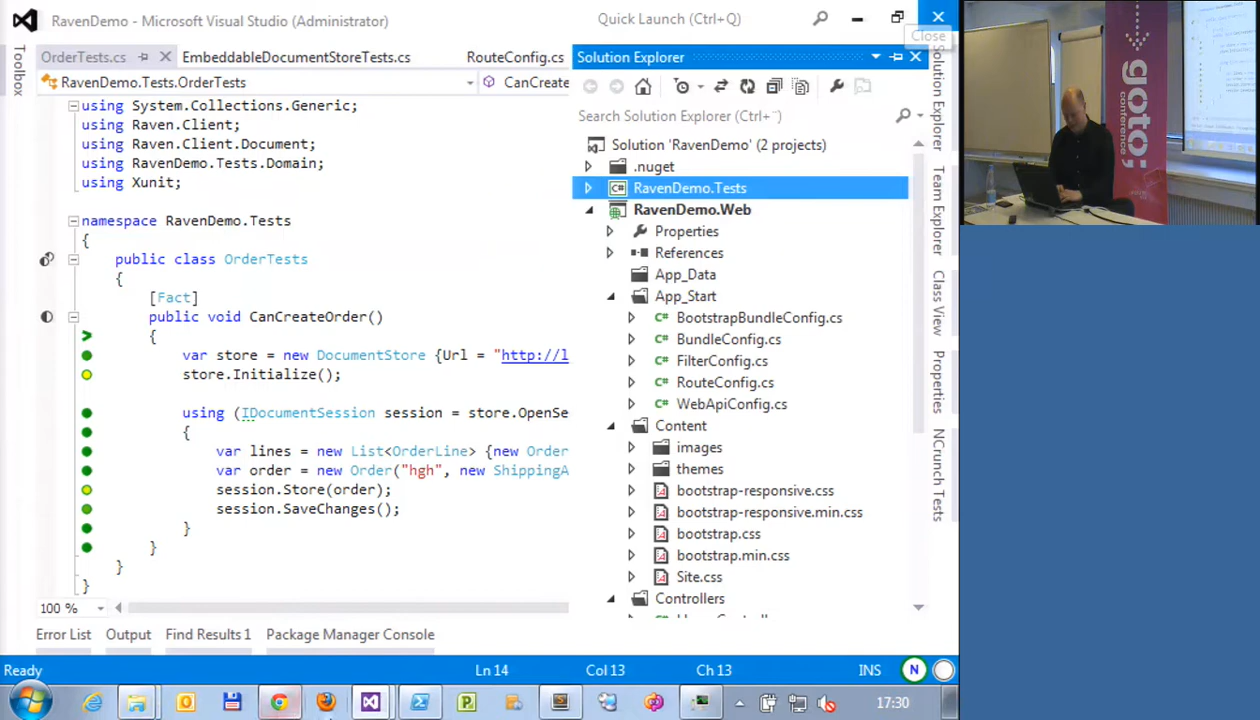 RavenDemo - Microsoft Visual Studio (Administrator)
Quick Launch (Ctrl+Q)
Close
Toolbox
OrderTests.cs
EmbeddableDocumentStoreTests.cs
RouteConfig.cs
RavenDemo.Tests.OrderTests
CanCreate
using System.Collections.Generic;
using Raven.Client;
using Raven.Client.Document;
using RavenDemo.Tests.Domain;
using Xunit;
namespace RavenDemo.Tests
{
public class OrderTests
{
[Fact]
public void CanCreateOrder()
{
var store = new DocumentStore {Url = "http://l
store.Initialize();
using (IDocumentSession session = store.OpenSe
{
var lines = new List<OrderLine> {new Order
var order = new Order("hgh", new ShippingA
session.Store(order);
session.SaveChanges();
}
}
}
}
100 %
Solution Explorer
Search Solution Explorer (Ctrl+¨)
Solution 'RavenDemo' (2 projects)
.nuget
RavenDemo.Tests
RavenDemo.Web
Properties
References
App_Data
App_Start
BootstrapBundleConfig.cs
BundleConfig.cs
FilterConfig.cs
RouteConfig.cs
WebApiConfig.cs
Content
images
themes
bootstrap-responsive.css
bootstrap-responsive.min.css
bootstrap.css
bootstrap.min.css
Site.css
Controllers
Solution Explorer
Team Explorer
Class View
Properties
NCrunch Tests
Error List
Output
Find Results 1
Package Manager Console
Ready
Ln 14
Col 13
Ch 13
INS
N
17:30
goto;
conference